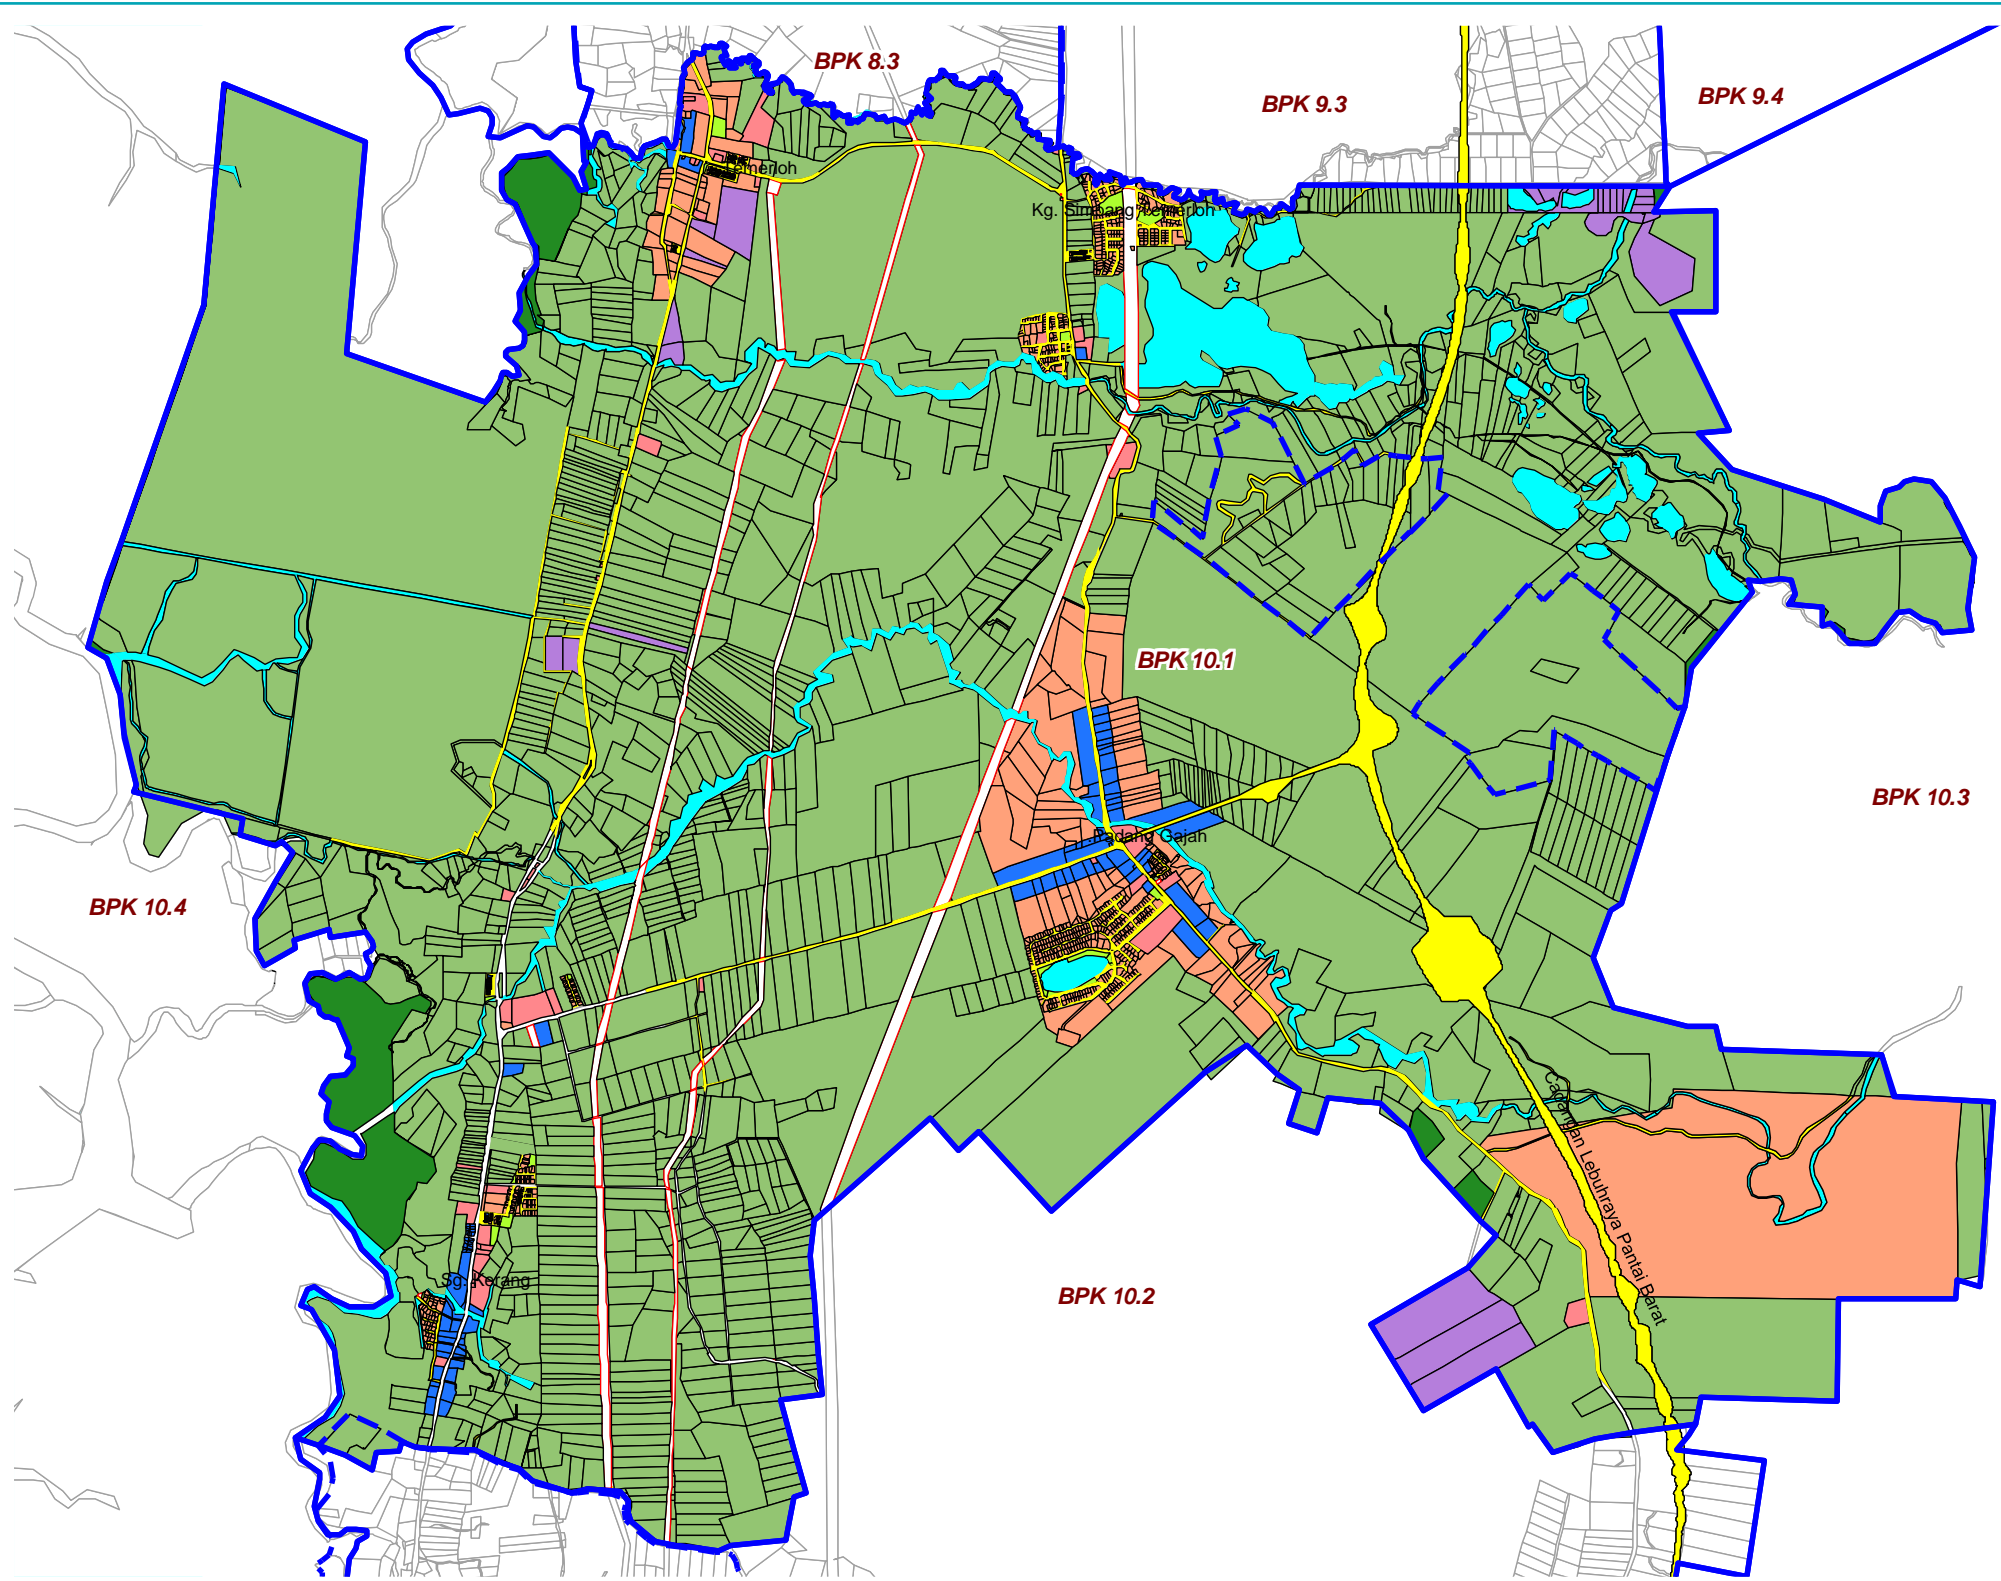 BPK 8.3
BPK 9.4
BPK 9.3
Temerloh
Kg. Simbang Temerloh
BPK 10.1
BPK 10.3
Padang Gajah
BPK 10.4
Cadangan Lebuhraya Pantai Barat
Sg. Kerang
BPK 10.2